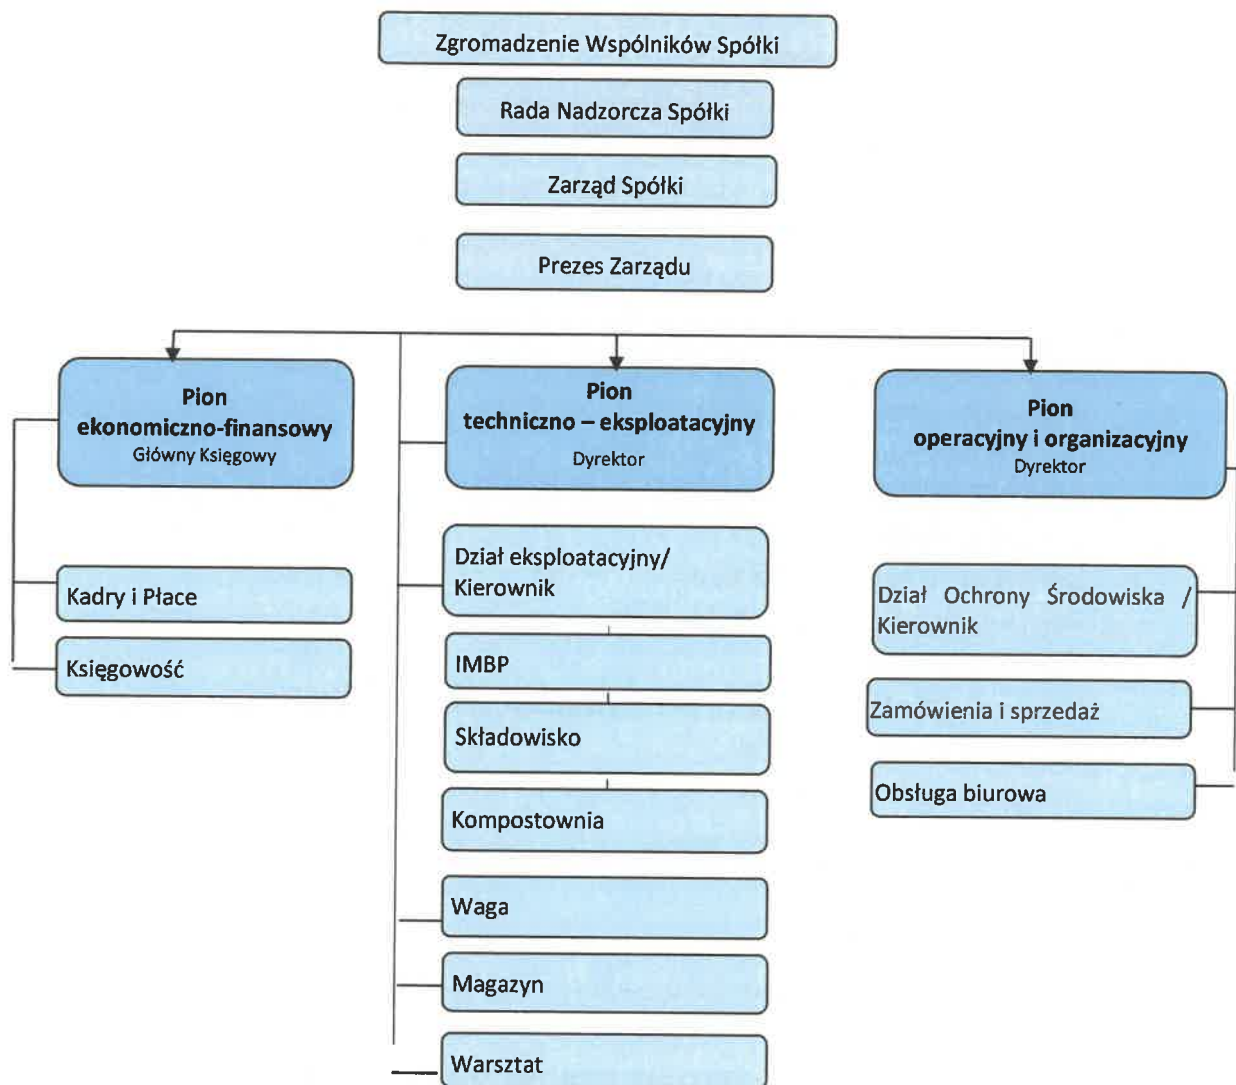 Zgromadzenie Wspólników Spółki
Rada Nadzorcza Spółki
Zarząd Spółki
Prezes Zarządu
Pion
ekonomiczno-finansowy
Główny Księgowy
Kadry i Płace
Księgowość
Pion
techniczno – eksploatacyjny
Dyrektor
Dział eksploatacyjny/
Kierownik
IMBP
Składowisko
Kompostownia
Waga
Magazyn
Warsztat
Pion
operacyjny i organizacyjny
Dyrektor
Dział Ochrony Środowiska /
Kierownik
Zamówienia i sprzedaż
Obsługa biurowa